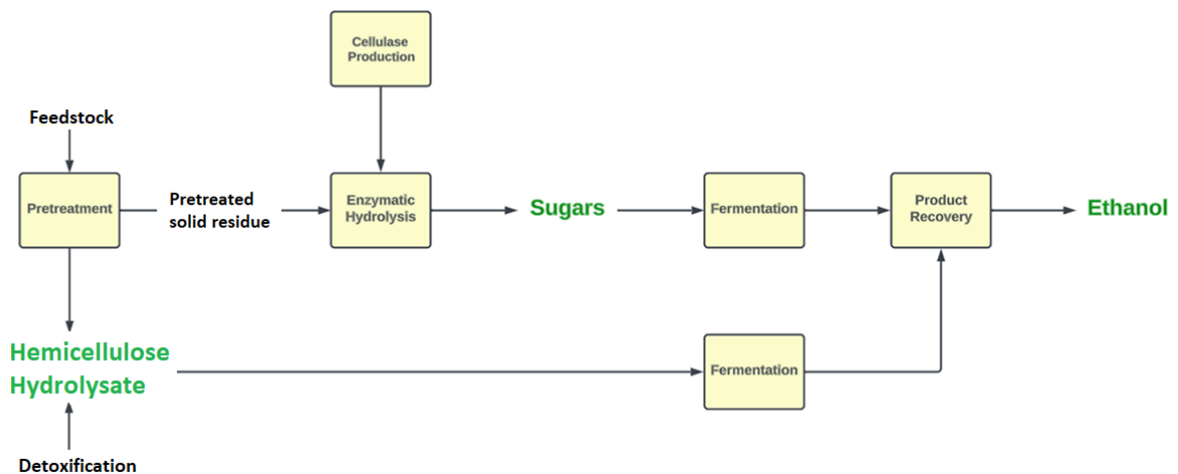 Cellulase
Production
Feedstock
Pretreatment
Pretreated
solid residue
Enzymatic
Hydrolysis
Sugars
Fermentation
Product
Recovery
Ethanol
Hemicellulose
Hydrolysate
Fermentation
Detoxification